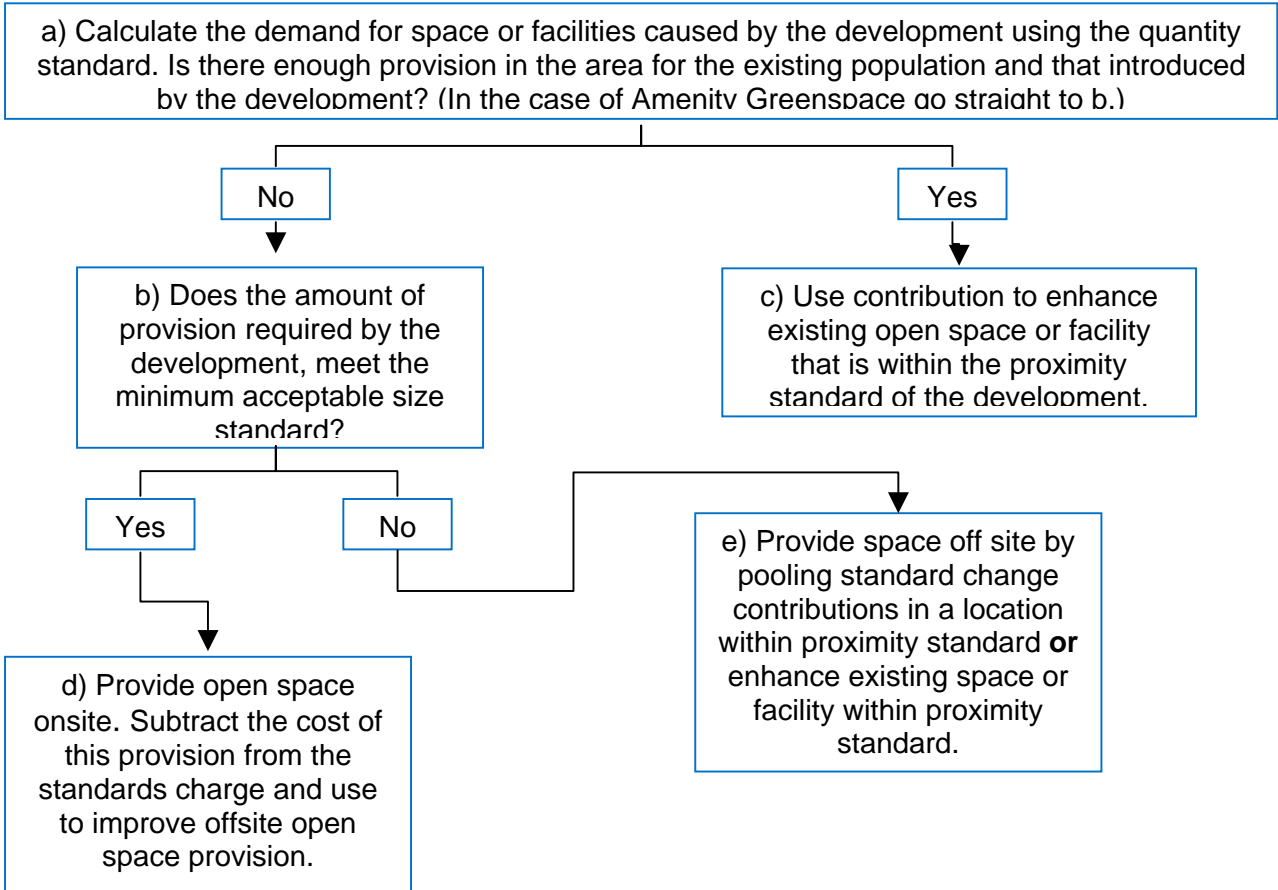 a) Calculate the demand for space or facilities caused by the development using the quantity
standard. Is there enough provision in the area for the existing population and that introduced
by the development? (In the case of Amenity Greenspace go straight to b.)
No
Yes
b) Does the amount of
provision required by the
development, meet the
minimum acceptable size
standard?
c) Use contribution to enhance
existing open space or facility
that is within the proximity
standard of the development.
Yes
No
e) Provide space off site by
pooling standard change
contributions in a location
within proximity standard or
enhance existing space or
facility within proximity
standard.
d) Provide open space
onsite. Subtract the cost of
this provision from the
standards charge and use
to improve offsite open
space provision.